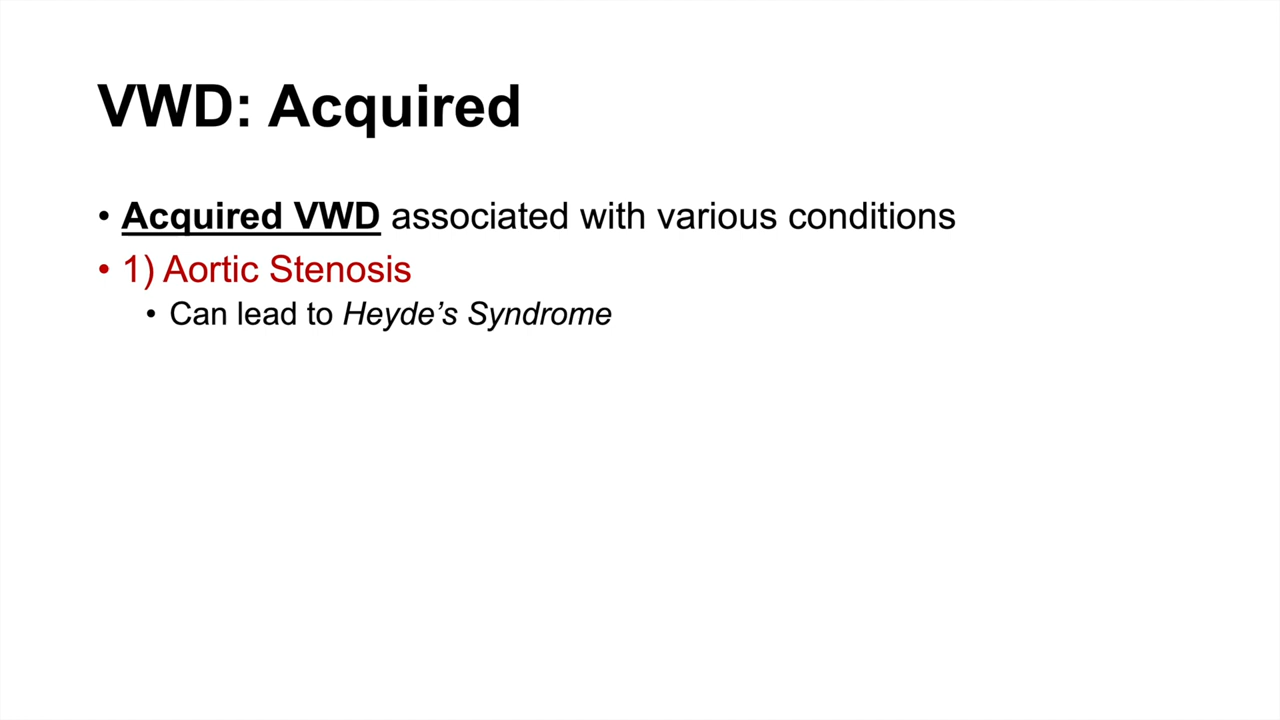 VWD: Acquired
• Acquired VWD associated with various conditions
• 1) Aortic Stenosis
• Can lead to Heyde’s Syndrome